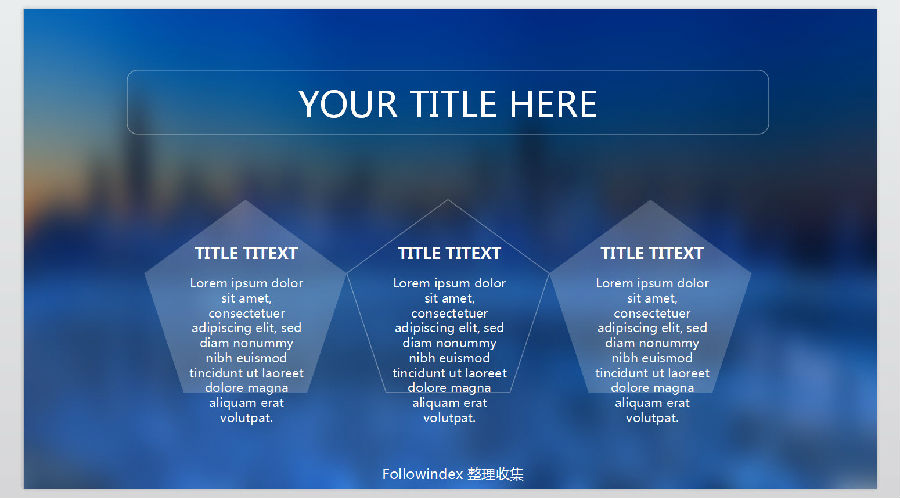 YOUR TITLE HERE
TITLE TITEXT
Lorem ipsum dolor
sit amet,
consectetuer
adipiscing elit, sed
diam nonummy
nibh euismod
tincidunt ut laoreet
dolore magna
aliquam erat
volutpat.
TITLE TITEXT
Lorem ipsum dolor
sit amet,
consectetuer
adipiscing elit, sed
diam nonummy
nibh euismod
tincidunt ut laoreet
dolore magna
aliquam erat
volutpat.
TITLE TITEXT
Lorem ipsum dolor
sit amet,
consectetuer
adipiscing elit, sed
diam nonummy
nibh euismod
tincidunt ut laoreet
dolore magna
aliquam erat
volutpat.
Followindex 整理收集